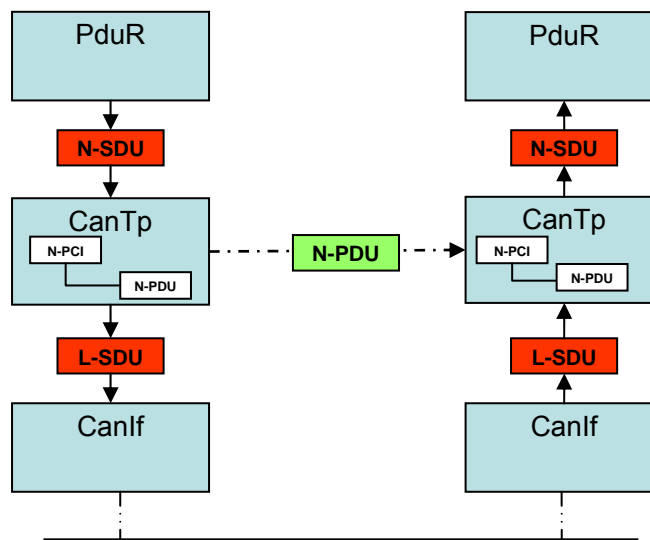 PduR
PduR
N-SDU
N-SDU
CanTp
CanTp
N-PCI
N-PDU
N-PDU
N-PCI
N-PDU
L-SDU
L-SDU
CanIf
CanIf